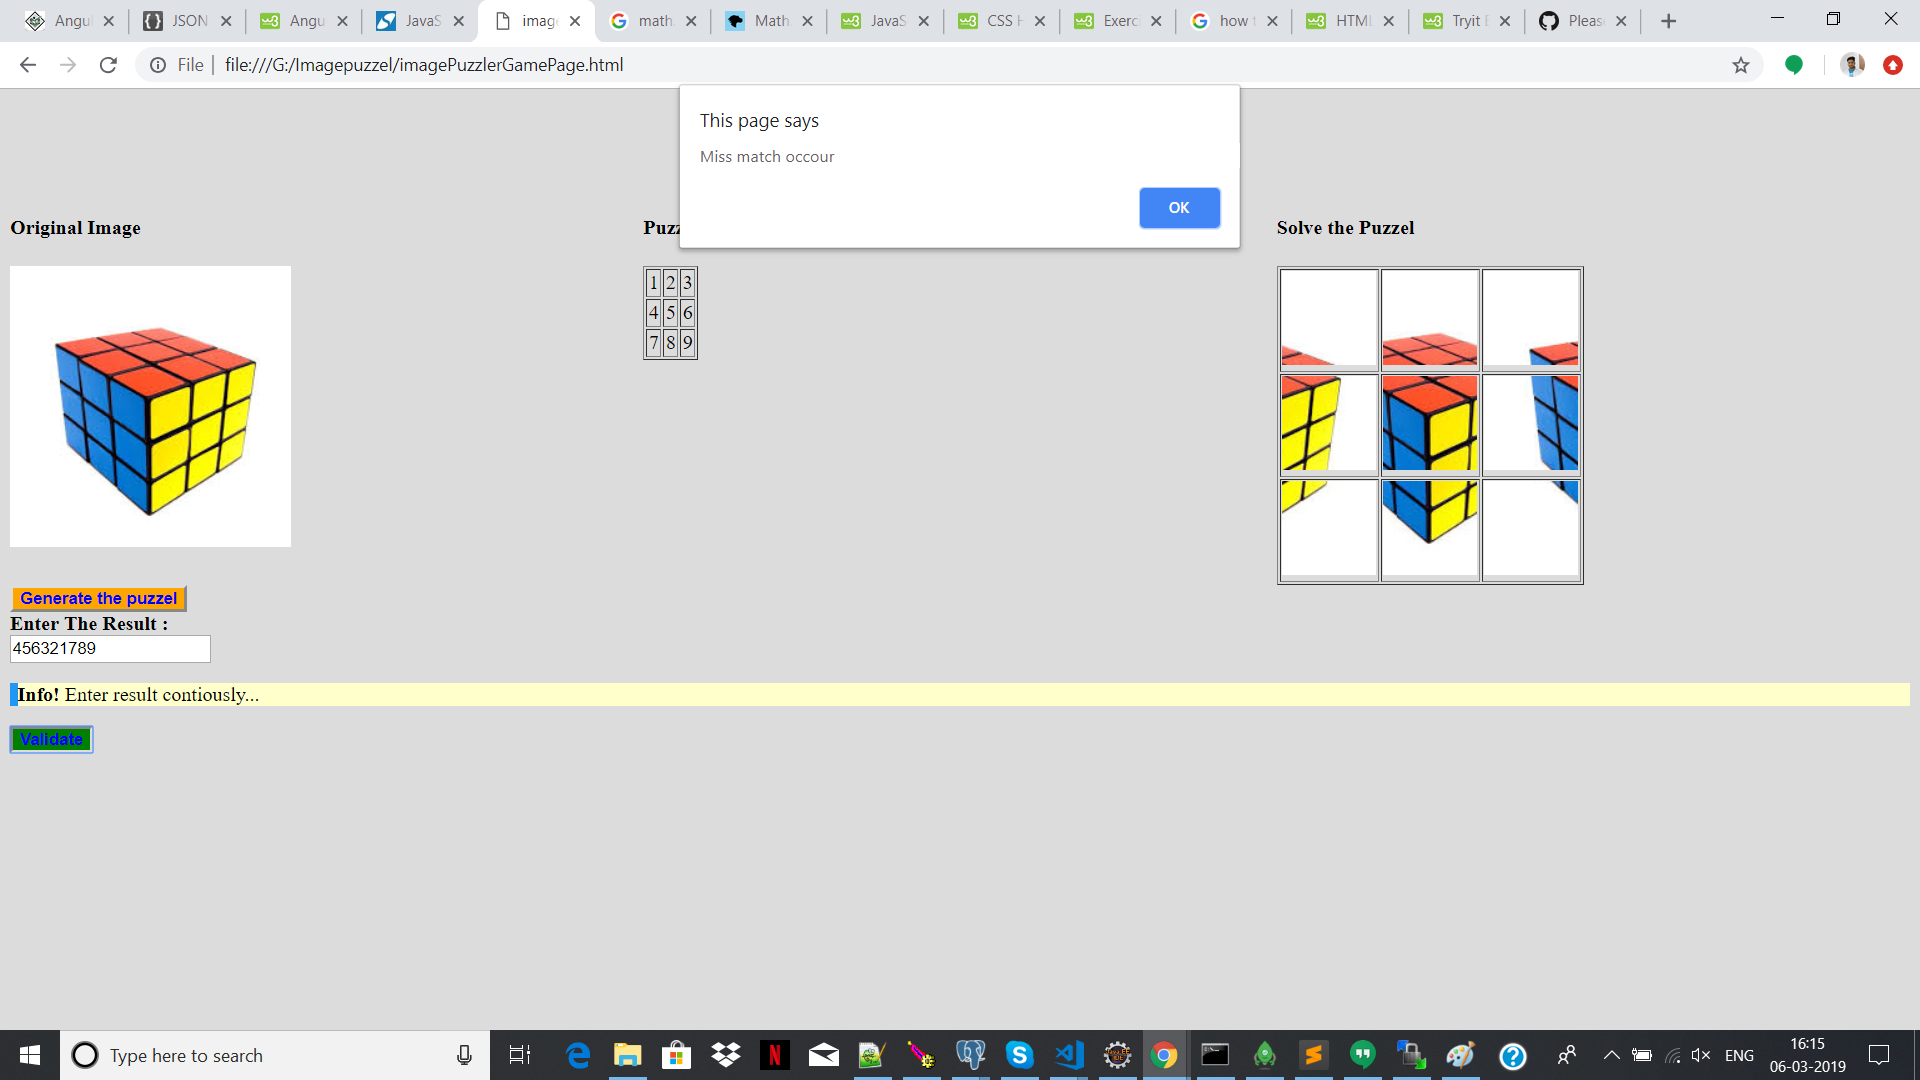 Angul
JSON
Angu
JavaS
image
math
Math
JavaS
CSS H
Exerci
how t
HTML
Tryit E
Pleas
File
file:///G:/Imagepuzzel/imagePuzzlerGamePage.html
This page says
Miss match occour
OK
Original Image
Puzz
Solve the Puzzel
1 2 3
4 5 6
7 8 9
Generate the puzzel
Enter The Result :
456321789
Info! Enter result contiously...
Validate
Type here to search
ENG
16:15
06-03-2019